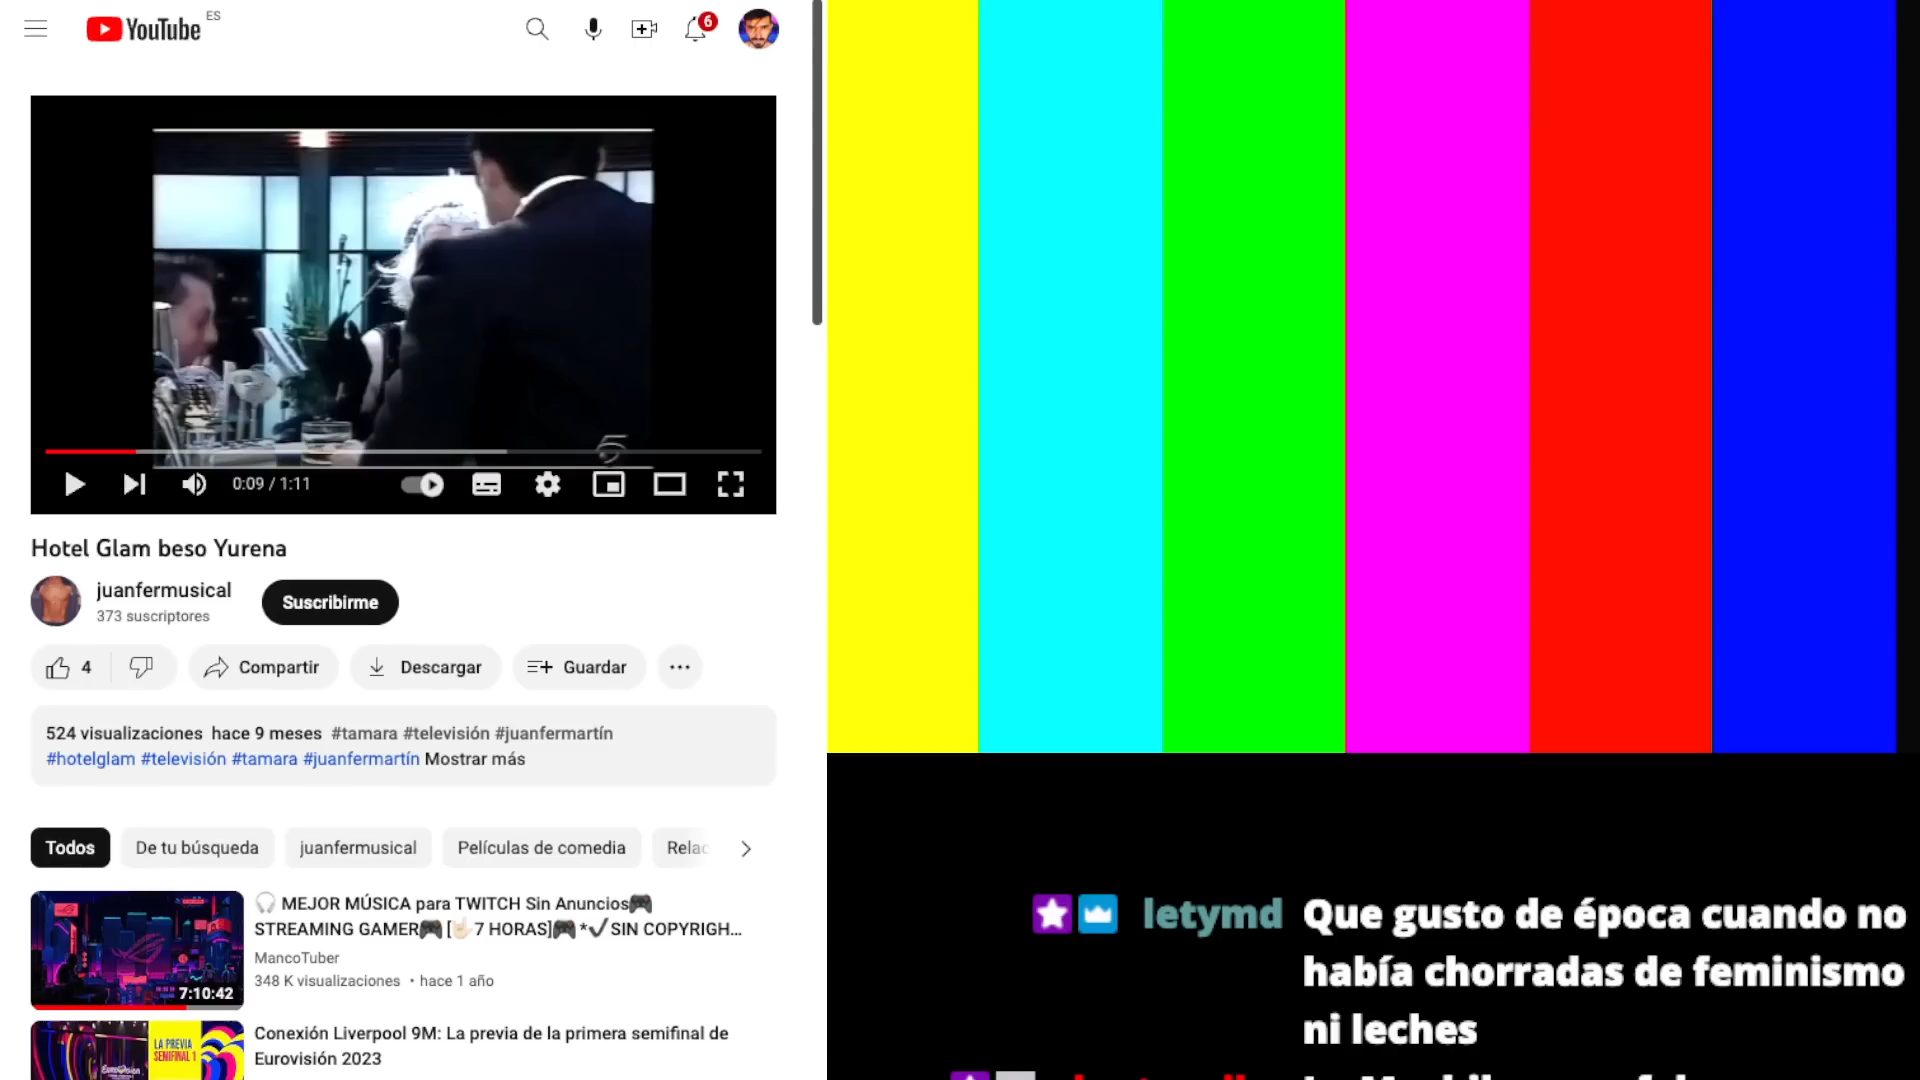 YouTube ES
6
5
0:09 / 1:11
Hotel Glam beso Yurena
juanfermusical
373 suscriptores
Suscribirme
4
Compartir
Descargar
Guardar
524 visualizaciones hace 9 meses #tamara #televisión #juanfermartín
#hotelglam #televisión #tamara #juanfermartín Mostrar más
Todos
De tu búsqueda
juanfermusical
Películas de comedia
MEJOR MÚSICA para TWITCH Sin Anuncios
STREAMING GAMER [ 7 HORAS] *✔SIN COPYRIGH...
MancoTuber
348 K visualizaciones • hace 1 año
7:10:42
Conexión Liverpool 9M: La previa de la primera semifinal de
Eurovisión 2023
LA PREVIA
SEMIFINAL 1
letymd Que gusto de época cuando no
había chorradas de feminismo
ni leches